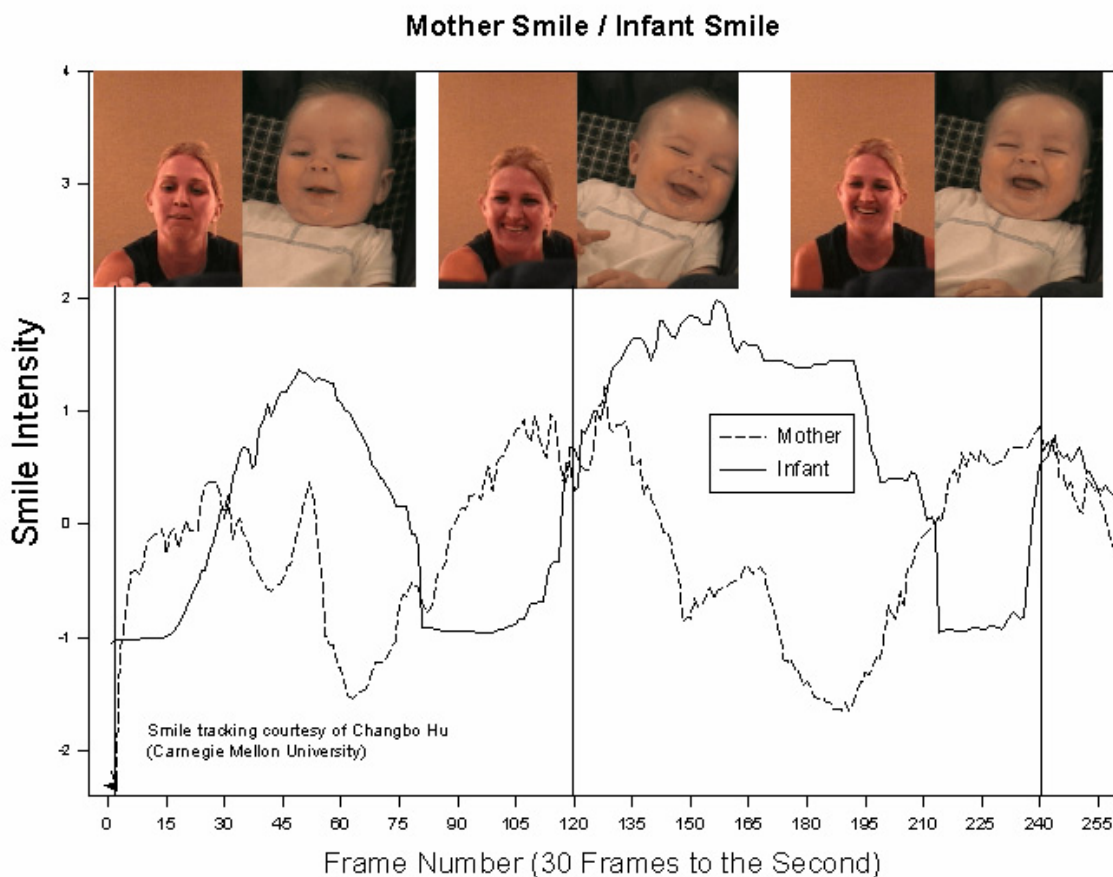 Mother Smile / Infant Smile
4
3
2
1
0
-1
-2
Smile Intensity
Mother
Infant
Smile tracking courtesy of Changbo Hu
(Carnegie Mellon University)
0 15 30 45 60 75 90 105 120 135 150 165 180 195 210 225 240 255
Frame Number (30 Frames to the Second)